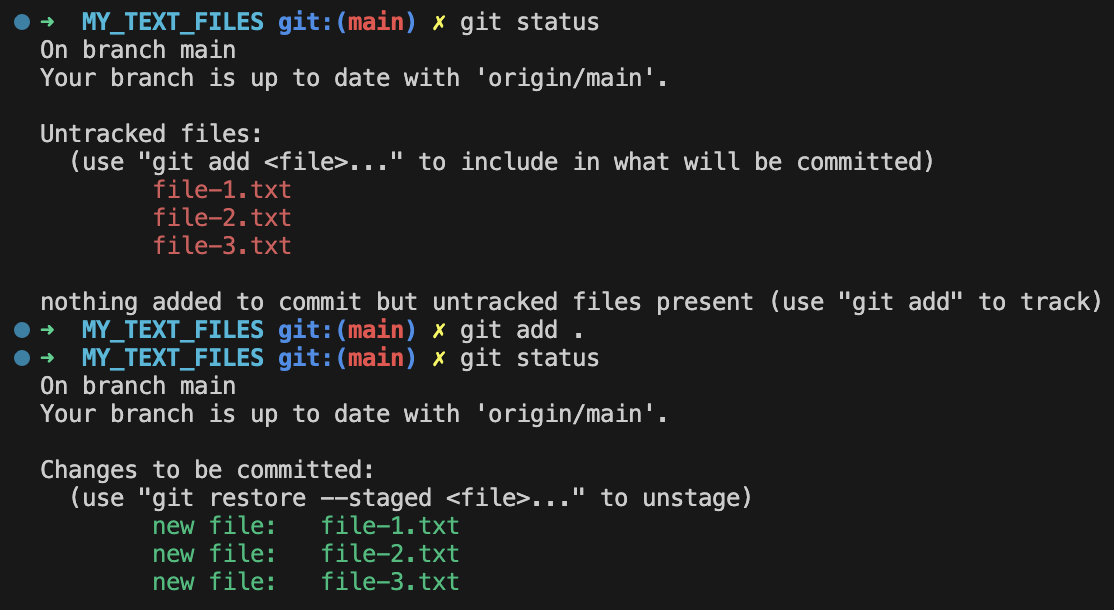 ➜  MY_TEXT_FILES git:(main) ✗ git status
On branch main
Your branch is up to date with 'origin/main'.

Untracked files:
  (use "git add <file>..." to include in what will be committed)
        file-1.txt
        file-2.txt
        file-3.txt

nothing added to commit but untracked files present (use "git add" to track)
➜  MY_TEXT_FILES git:(main) ✗ git add .
➜  MY_TEXT_FILES git:(main) ✗ git status
On branch main
Your branch is up to date with 'origin/main'.

Changes to be committed:
  (use "git restore --staged <file>..." to unstage)
        new file:   file-1.txt
        new file:   file-2.txt
        new file:   file-3.txt